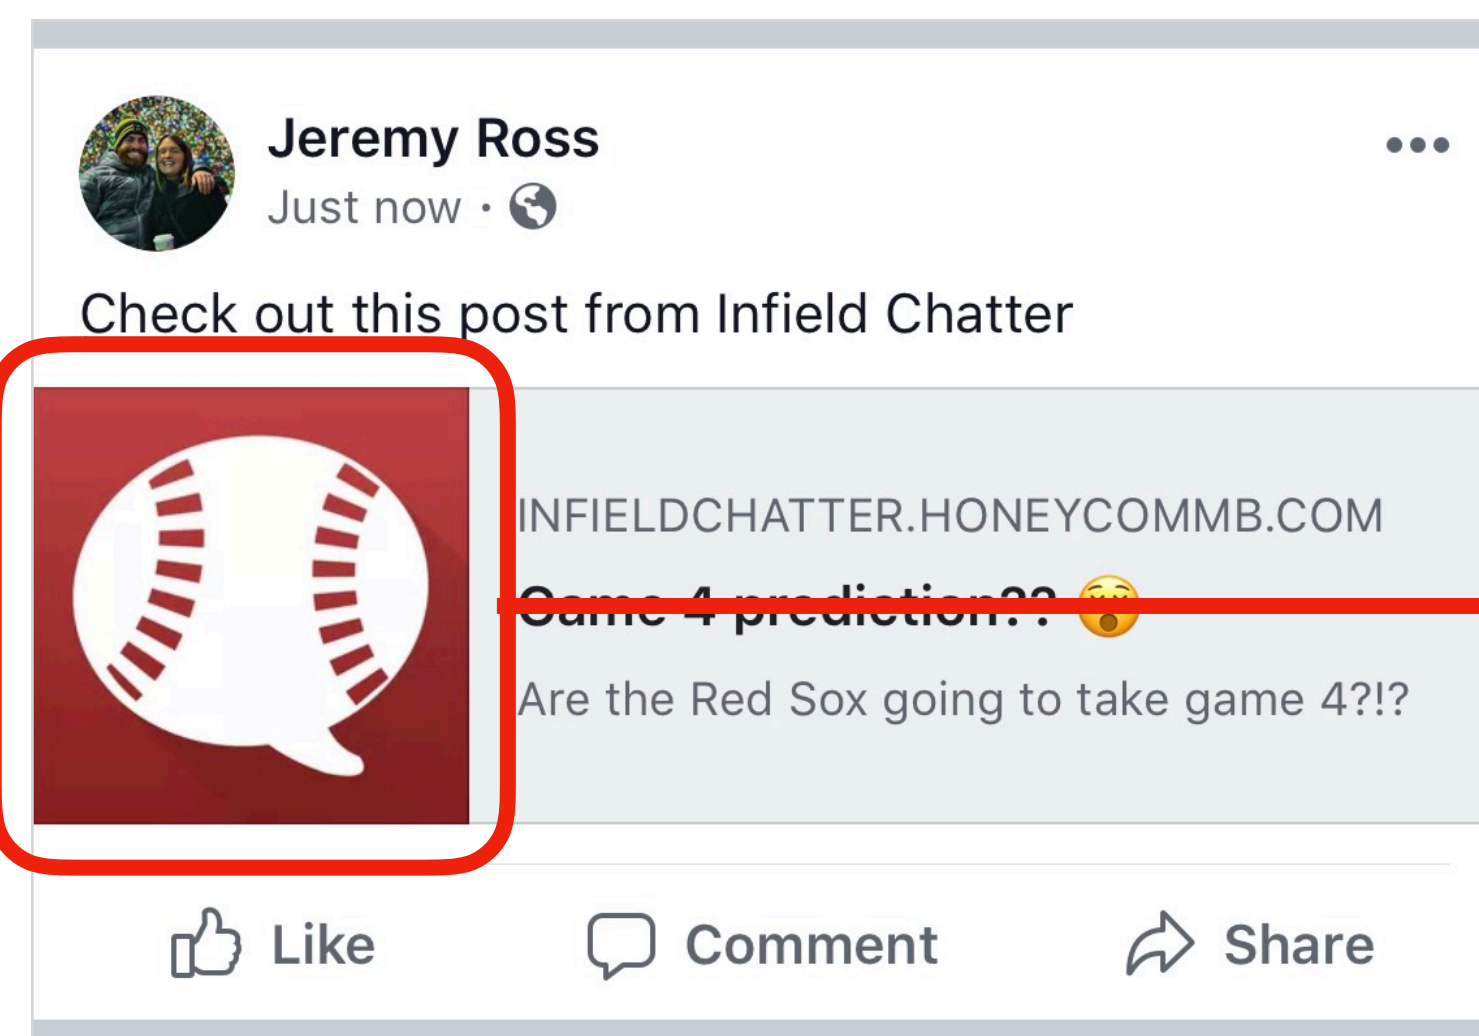 Jeremy Ross
Just now ·
Check out this post from Infield Chatter
INFIELDCHATTER.HONEYCOMMB.COM
Game 4 prediction?? 😵
Are the Red Sox going to take game 4?!?
Like
Comment
Share